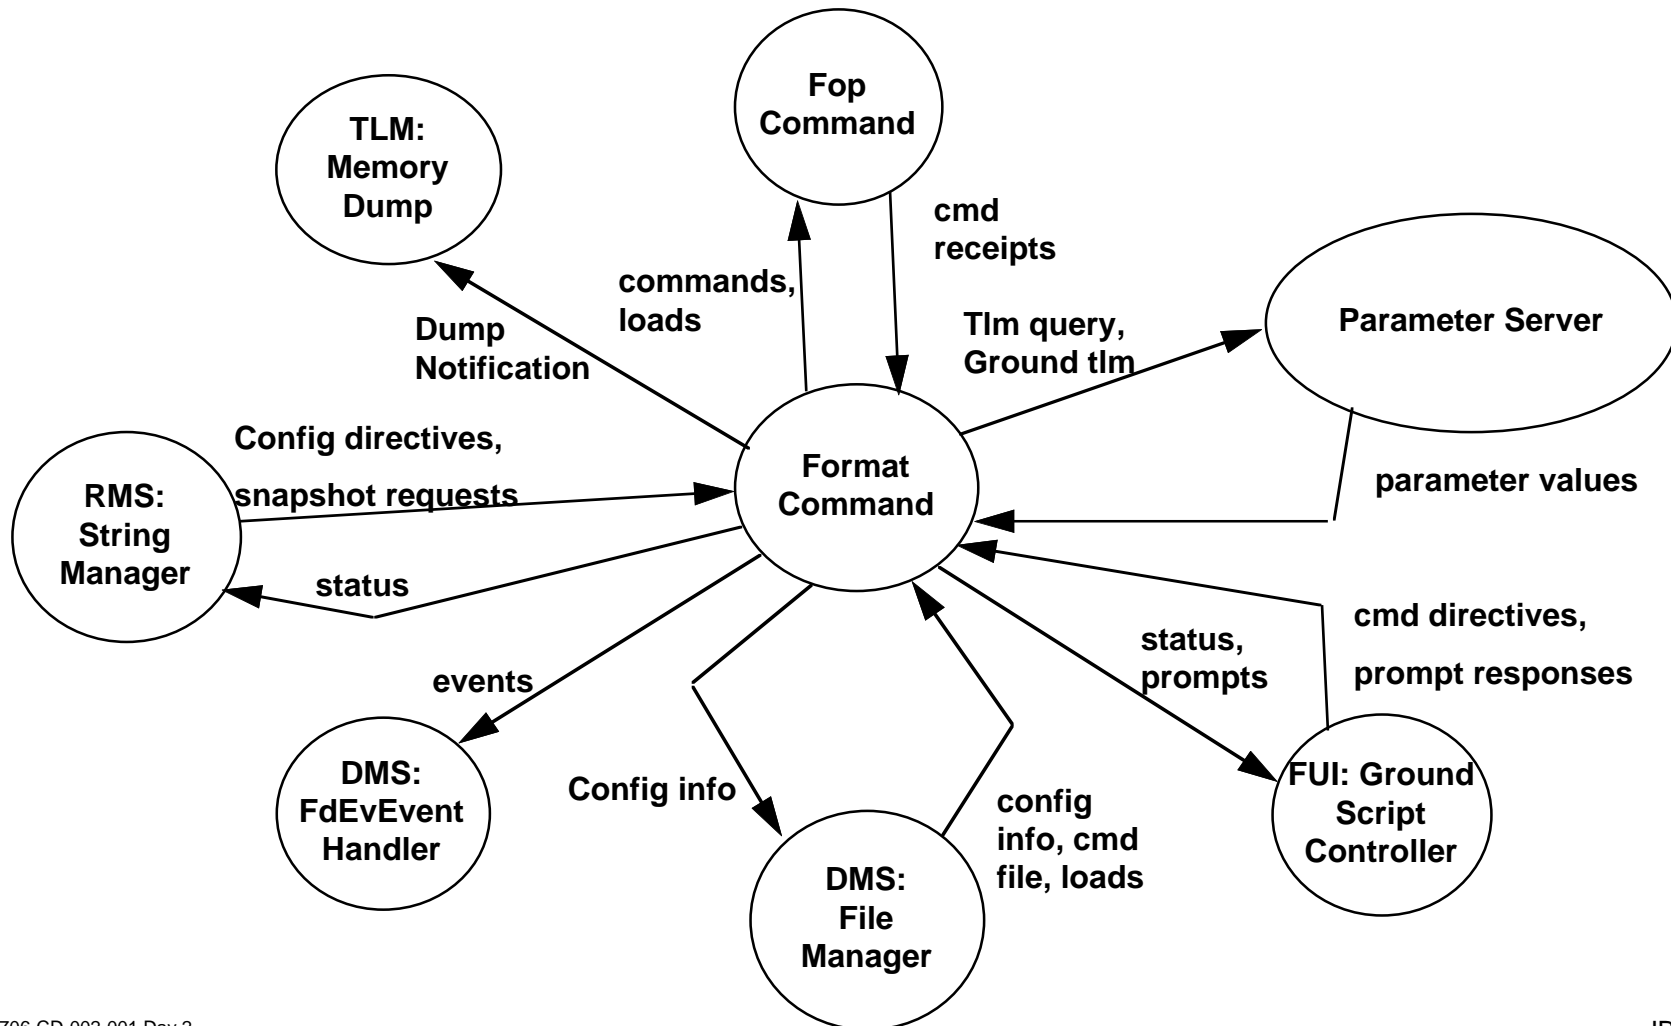 Fop
Command
TLM:
Memory
Dump
cmd
receipts
commands,
loads
Tlm query,
Ground tlm
Parameter Server
Dump
Notification
Config directives,
snapshot requests
Format
Command
parameter values
RMS:
String
Manager
status
cmd directives,
prompt responses
status,
prompts
events
DMS:
FdEvEvent
Handler
Config info
config
info, cmd
file, loads
FUI: Ground
Script
Controller
DMS:
File
Manager